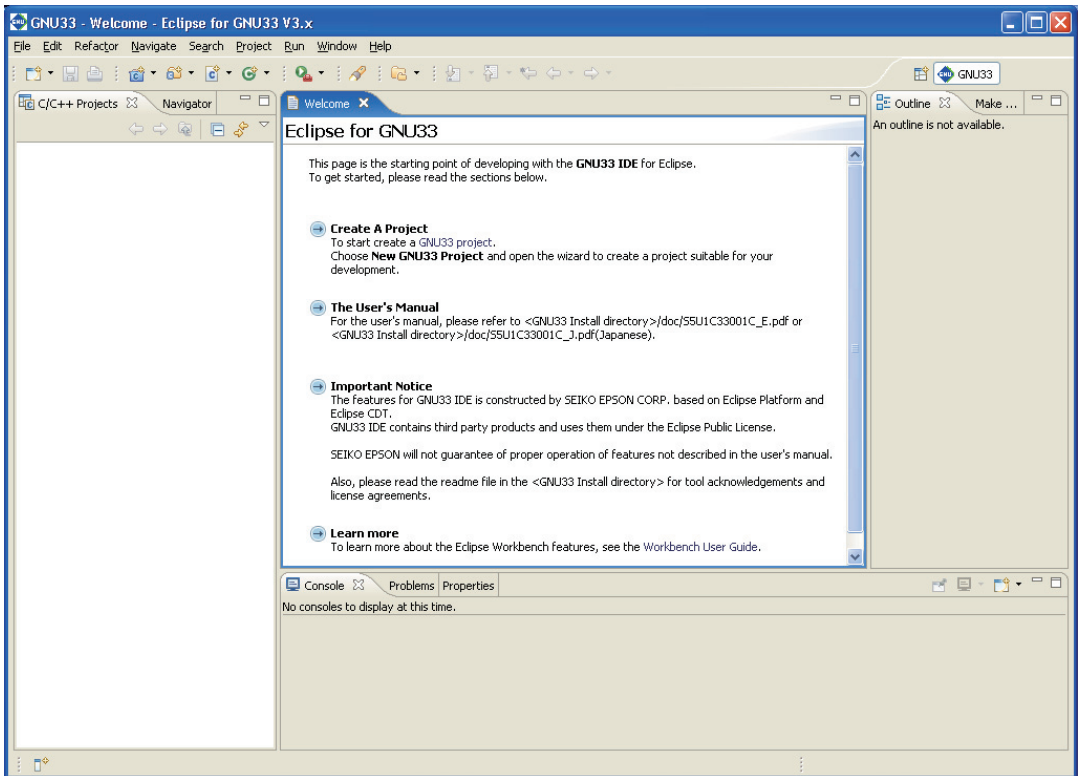 GNU33 - Welcome - Eclipse for GNU33 V3.x
File Edit Refactor Navigate Search Project Run Window Help
GNU33
C/C++ Projects Navigator
Welcome
Outline Make ...
Eclipse for GNU33
An outline is not available.
This page is the starting point of developing with the GNU33 IDE for Eclipse.
To get started, please read the sections below.
Create A Project
To start create a GNU33 project.
Choose New GNU33 Project and open the wizard to create a project suitable for your
development.
The User's Manual
For the user's manual, please refer to <GNU33 Install directory>/doc/S5U1C33001C_E.pdf or
<GNU33 Install directory>/doc/S5U1C33001C_J.pdf(Japanese).
Important Notice
The features for GNU33 IDE is constructed by SEIKO EPSON CORP. based on Eclipse Platform and
Eclipse CDT.
GNU33 IDE contains third party products and uses them under the Eclipse Public License.
SEIKO EPSON will not guarantee of proper operation of features not described in the user's manual.
Also, please read the readme file in the <GNU33 Install directory> for tool acknowledgements and
license agreements.
Learn more
To learn more about the Eclipse Workbench features, see the Workbench User Guide.
Console Problems Properties
No consoles to display at this time.